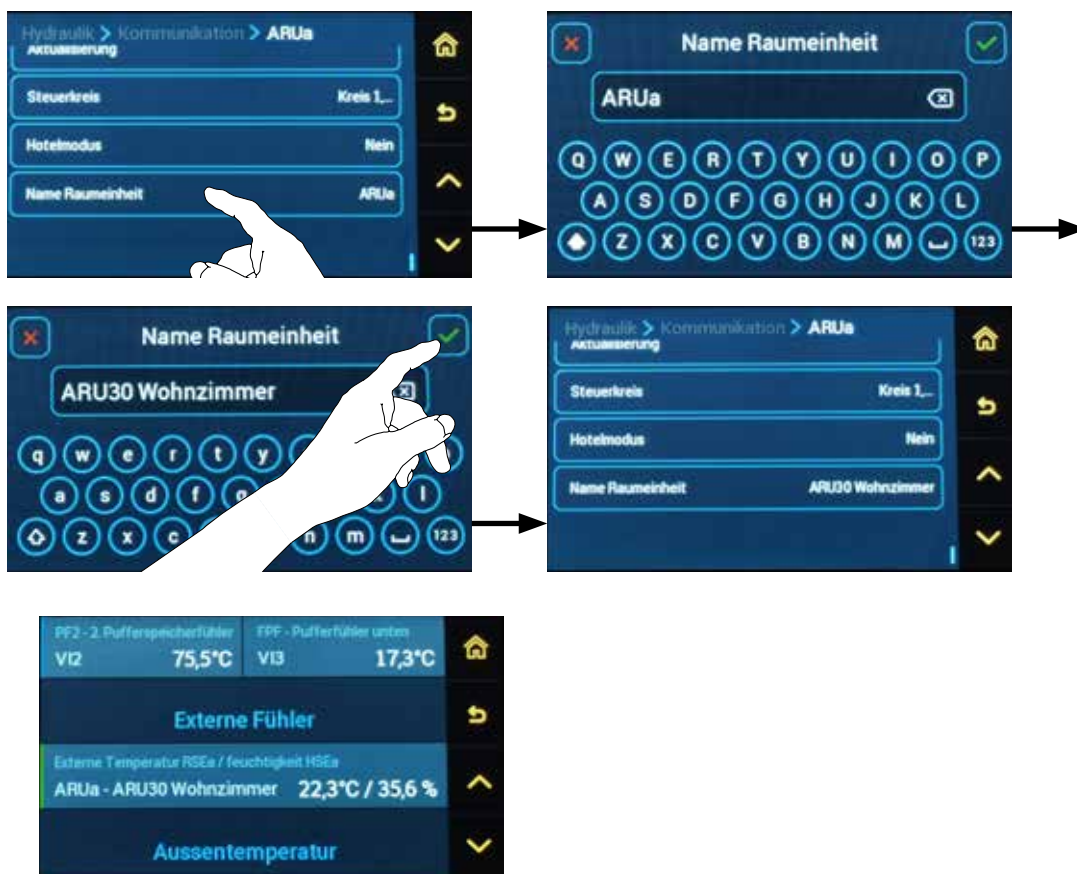 Hydraulik > Kommunikation > ARUa
Aktualisierung
Steuerkreis Kreis 1,...
Hotelmodus Nein
Name Raumeinheit ARUa
Name Raumeinheit
ARUa
Q W E R T Y U I O P
A S D F G H J K L
Z X C V B N M 123
Name Raumeinheit
ARU30 Wohnzimmer
q w e r t y
a s d f g l
z x c n m 123
Hydraulik > Kommunikation > ARUa
Aktualisierung
Steuerkreis Kreis 1,...
Hotelmodus Nein
Name Raumeinheit ARU30 Wohnzimmer
PF2 - 2. Pufferspeicherfühler FPF - Pufferfühler unten
VI2 75,5°C VI3 17,3°C
Externe Fühler
Externe Temperatur RSEa / feuchtigkeit HSEa
ARUa - ARU30 Wohnzimmer 22,3°C / 35,6 %
Aussentemperatur